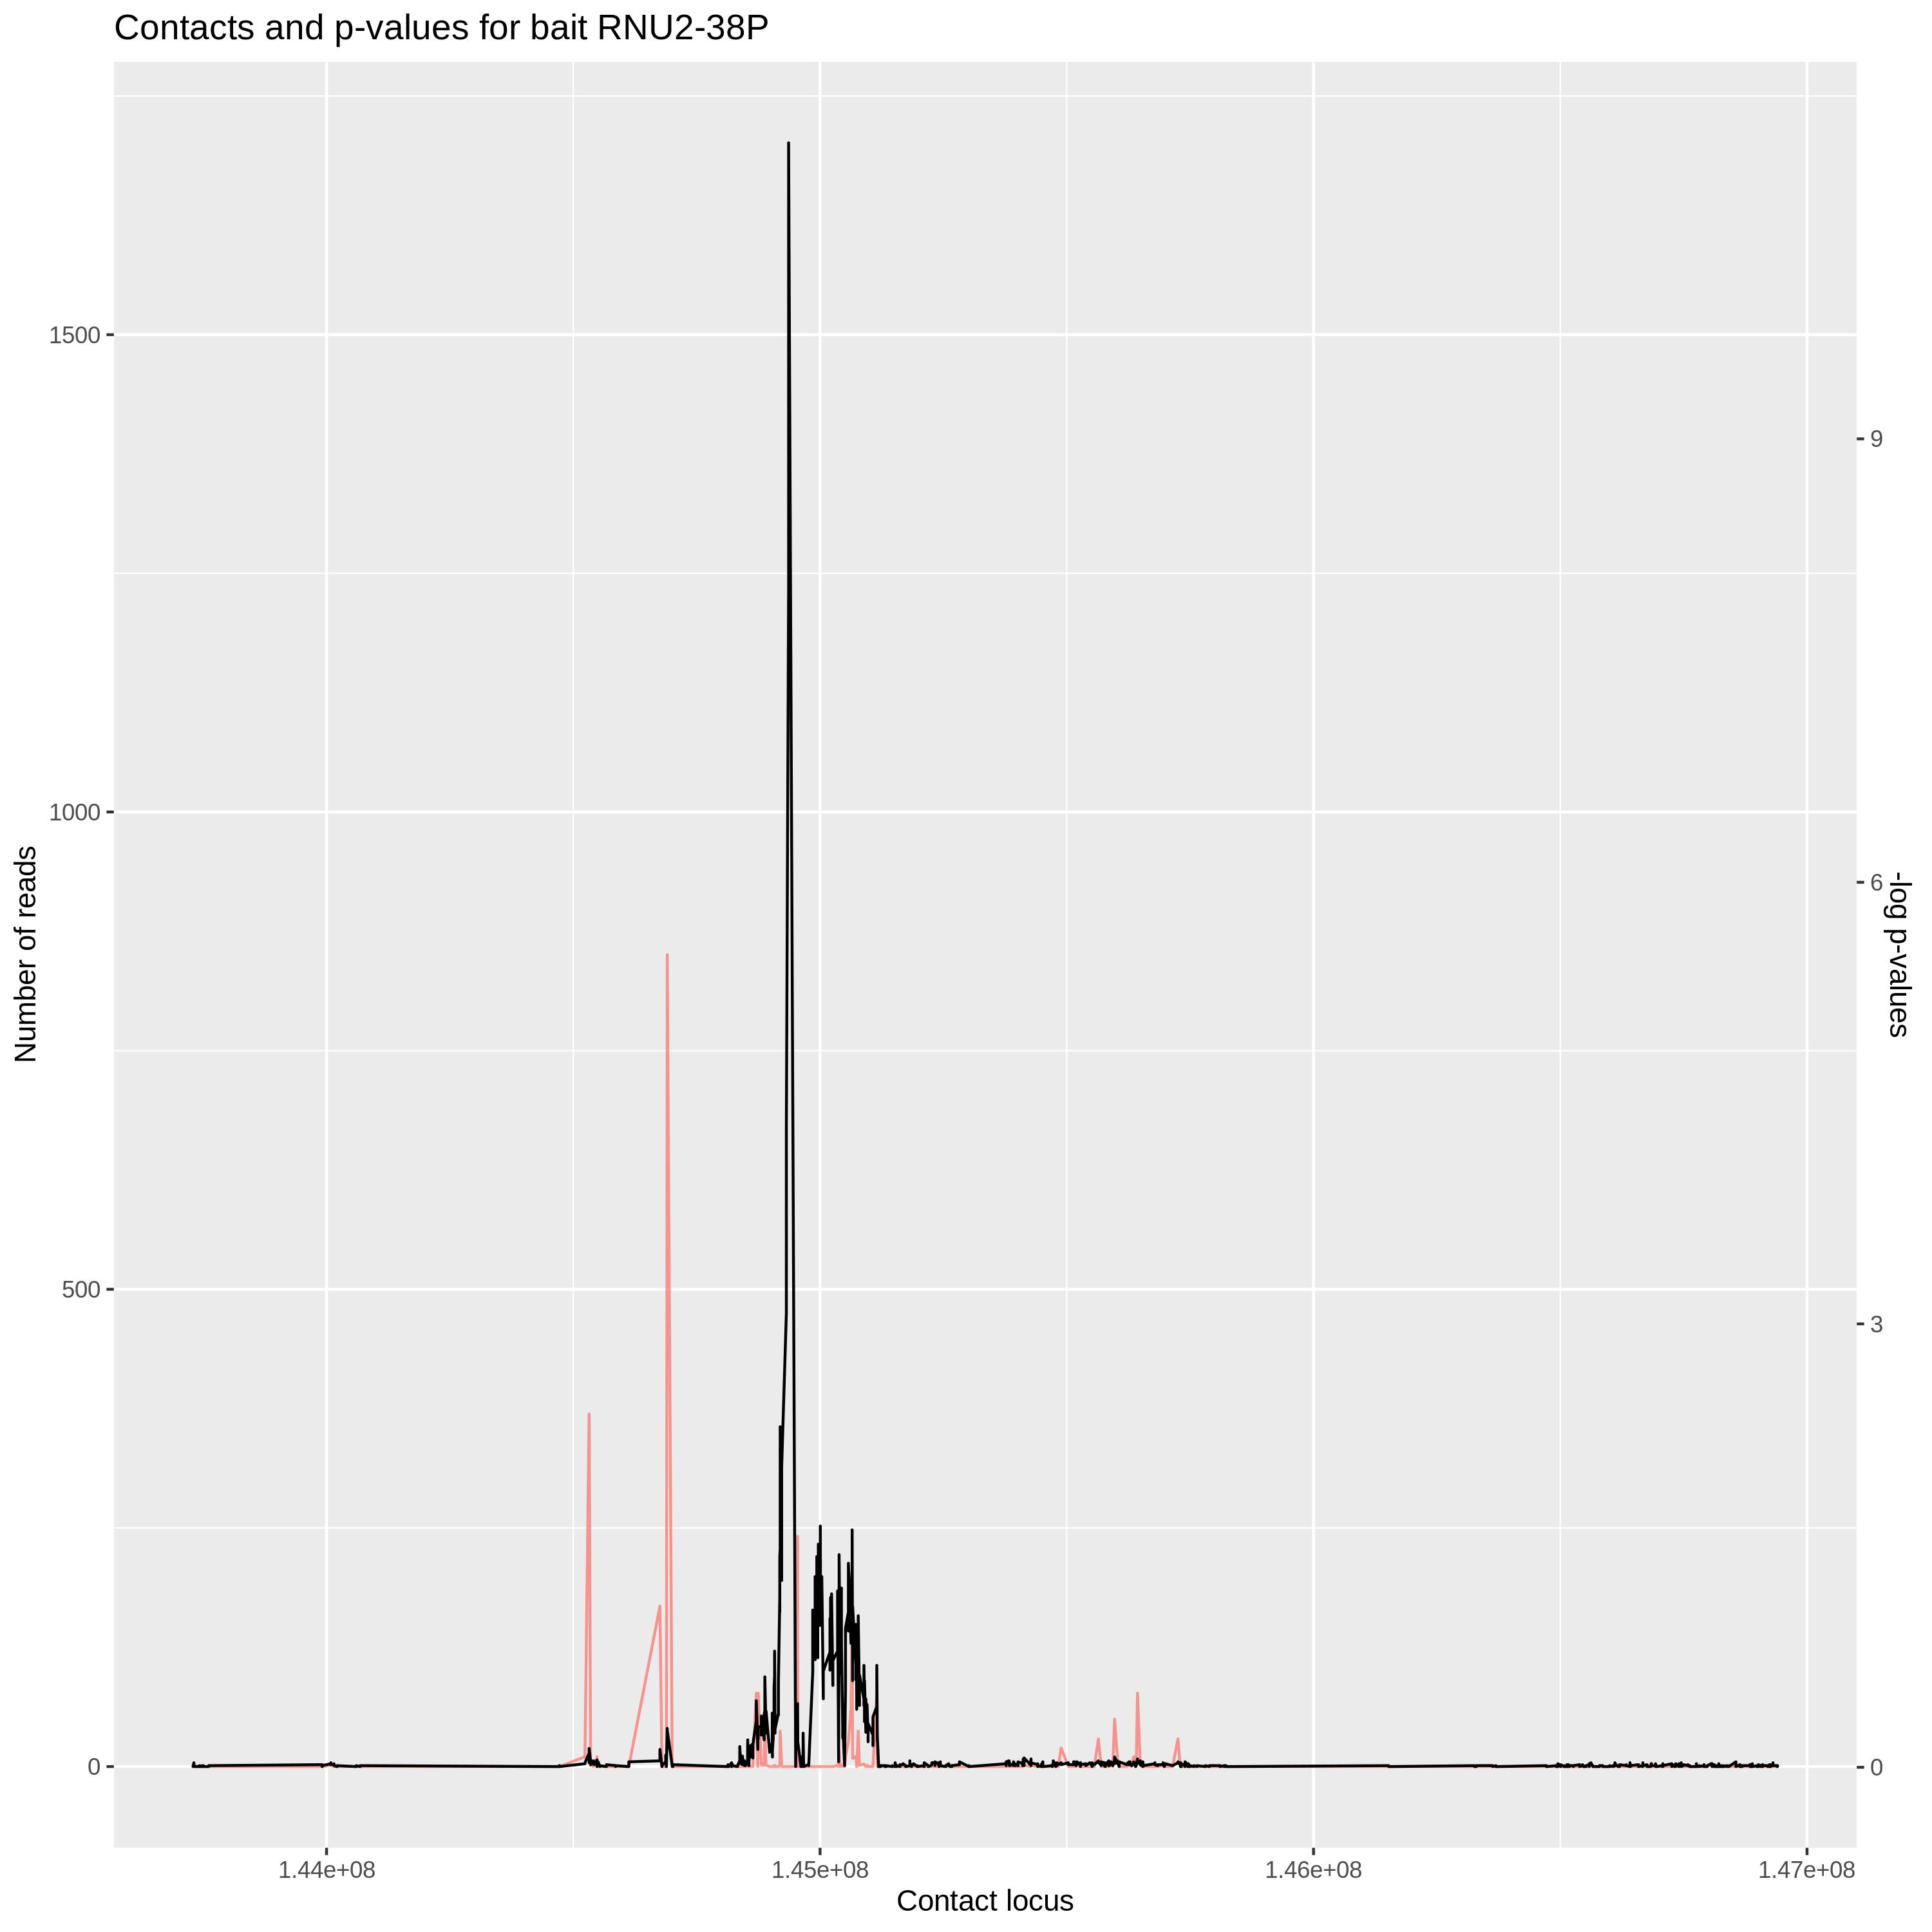 Contacts and p-values for bait RNU2-38P
1500
1000
500
0
Number of reads
9
6
3
0
-log p-values
1.44e+08
1.45e+08
1.46e+08
1.47e+08
Contact locus